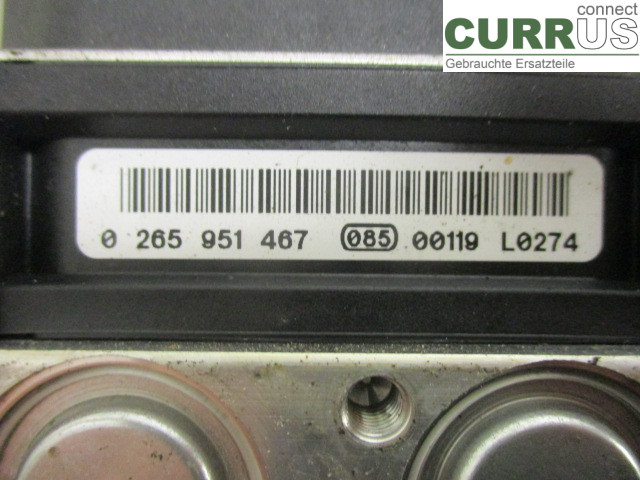 connect
CURRUS
Gebrauchte Ersatzteile
0 265 951 467 085 00119 L0274